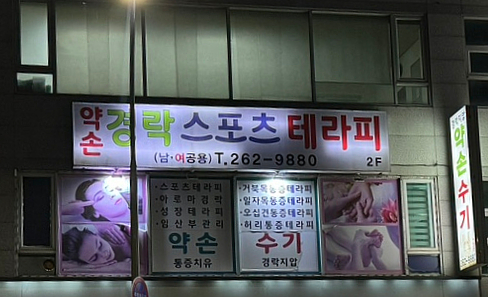 약손 경락 스포츠 테라피
(남·여공용) T.262-9880 2F
·스포츠테라피
·아로마경락
·성장테라피
·임산부관리
약손
통증치유
·거북목통증테라피
·일자목통증테라피
·오십견통증테라피
·허리통증테라피
수기
경락지압
약손수기